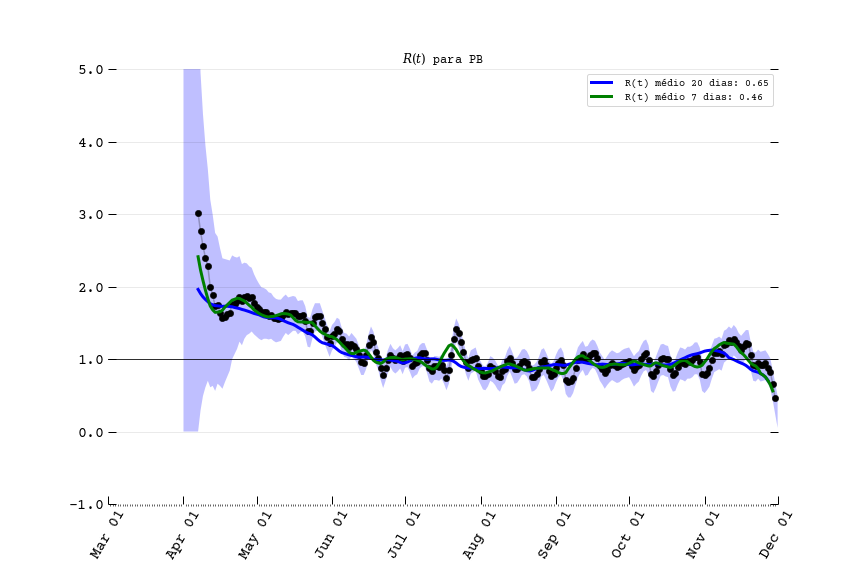 R(t) para PB
R(t) médio 20 dias: 0.65
R(t) médio 7 dias: 0.46
5.0
4.0
3.0
2.0
1.0
0.0
-1.0
Mar 01
Apr 01
May 01
Jun 01
Jul 01
Aug 01
Sep 01
Oct 01
Nov 01
Dec 01